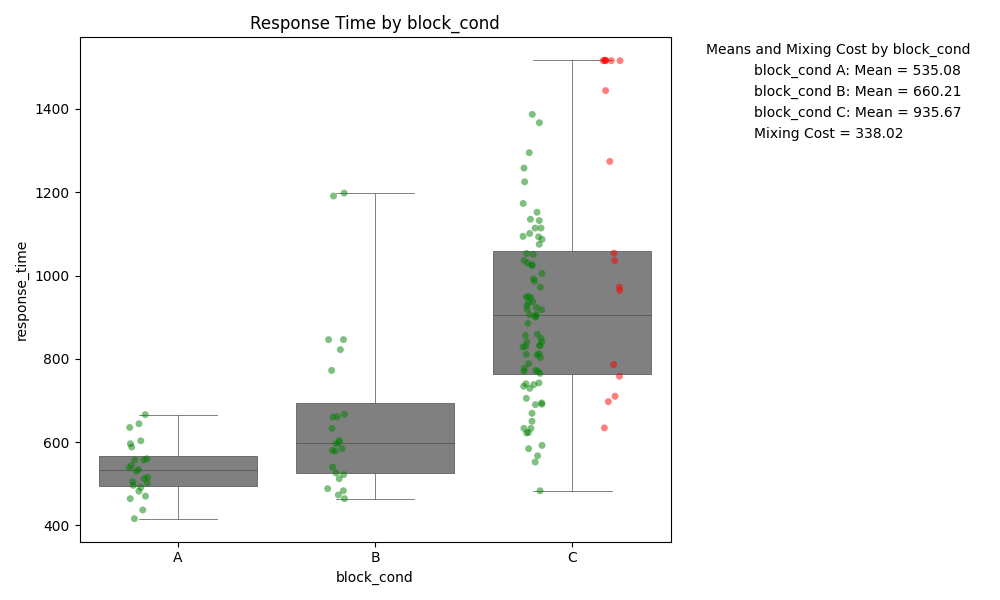 Response Time by block_cond
Means and Mixing Cost by block_cond
block_cond A: Mean = 535.08
block_cond B: Mean = 660.21
block_cond C: Mean = 935.67
Mixing Cost = 338.02
response_time
1400
1200
1000
800
600
400
A
B
C
block_cond